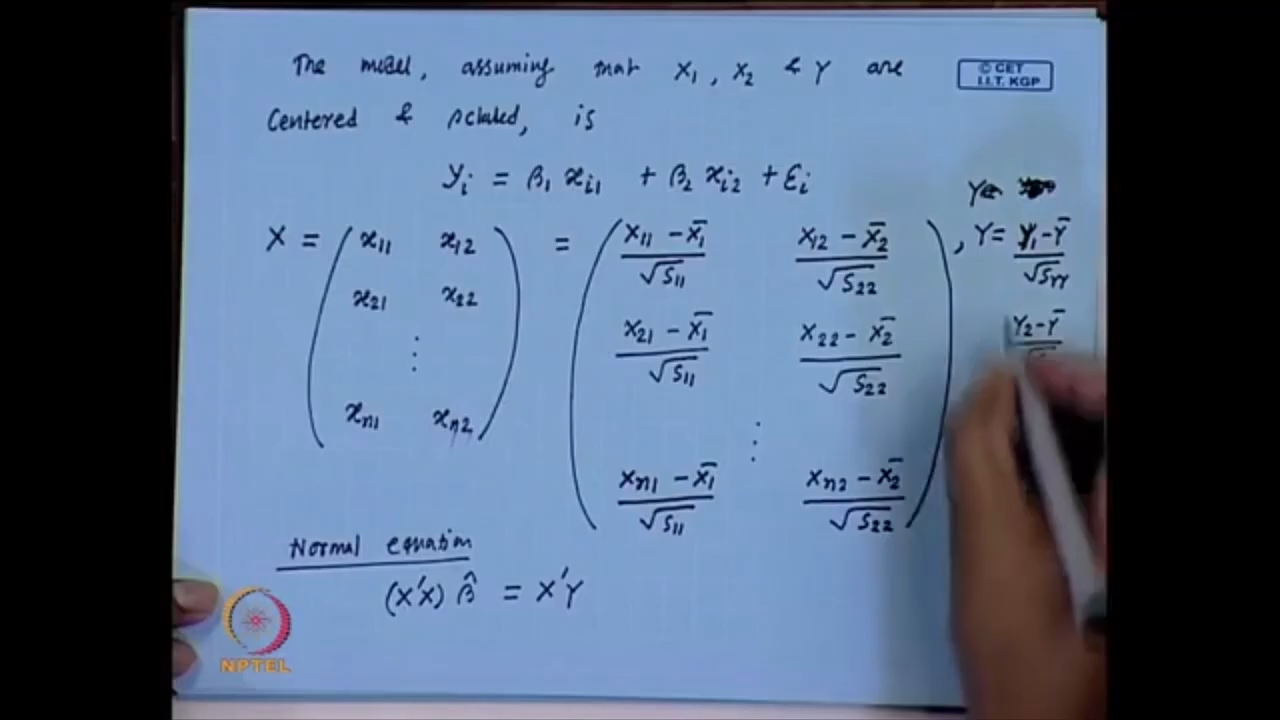 The model, assuming that X1, X2 & Y are
© CET
I.I.T. KGP
Centered & sclated, is
yi = β1 xi1 + β2 xi2 + εi
X = ( x11 x12 ; x21 x22 ; ⋮ ; xn1 xn2 ) = ( (X11 − X̄1)/√S11 (X12 − X̄2)/√S22 ; (X21 − X̄1)/√S11 (X22 − X̄2)/√S22 ; ⋮ ; (Xn1 − X̄1)/√S11 (Xn2 − X̄2)/√S22 ), Y = (Y1 − Ȳ)/√SYY ; Y2 − Ȳ
Normal equation
(X'X) β̂ = X'Y
NPTEL